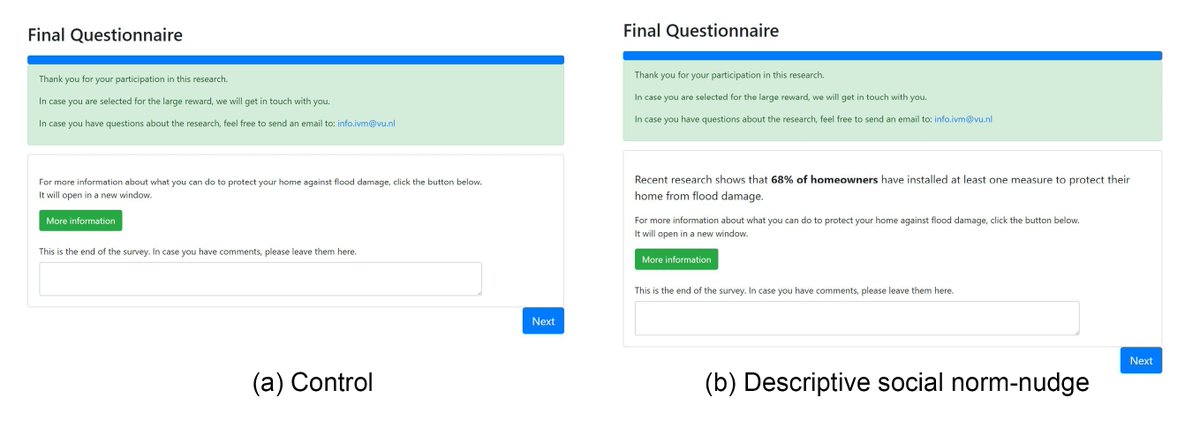 Final Questionnaire
Thank you for your participation in this research.
In case you are selected for the large reward, we will get in touch with you.
In case you have questions about the research, feel free to send an email to: info.ivm@vu.nl
For more information about what you can do to protect your home against flood damage, click the button below.
It will open in a new window.
More information
This is the end of the survey. In case you have comments, please leave them here.
Next
(a) Control
Final Questionnaire
Thank you for your participation in this research.
In case you are selected for the large reward, we will get in touch with you.
In case you have questions about the research, feel free to send an email to: info.ivm@vu.nl
Recent research shows that 68% of homeowners have installed at least one measure to protect their
home from flood damage.
For more information about what you can do to protect your home against flood damage, click the button below.
It will open in a new window.
More information
This is the end of the survey. In case you have comments, please leave them here.
Next
(b) Descriptive social norm-nudge